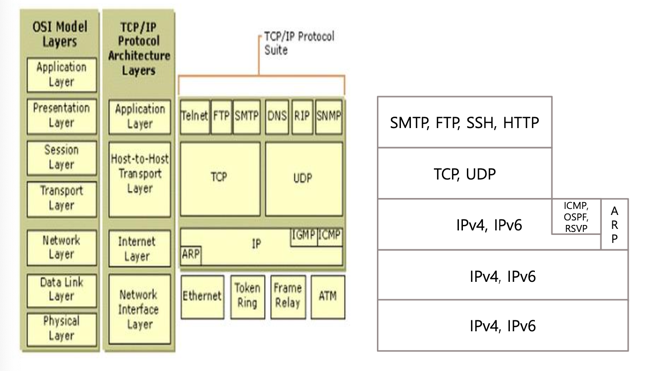 OSI Model
Layers
Application
Layer
Presentation
Layer
Session
Layer
Transport
Layer
Network
Layer
Data Link
Layer
Physical
Layer
TCP/IP
Protocol
Architecture
Layers
Application
Layer
Host-to-Host
Transport
Layer
Internet
Layer
Network
Interface
Layer
TCP/IP Protocol
Suite
Telnet FTP SMTP DNS RIP SNMP
TCP UDP
IP
IGMP ICMP
ARP
Ethernet
Token
Ring
Frame
Relay
ATM
SMTP, FTP, SSH, HTTP
TCP, UDP
IPv4, IPv6
ICMP,
OSPF,
RSVP
A
R
P
IPv4, IPv6
IPv4, IPv6